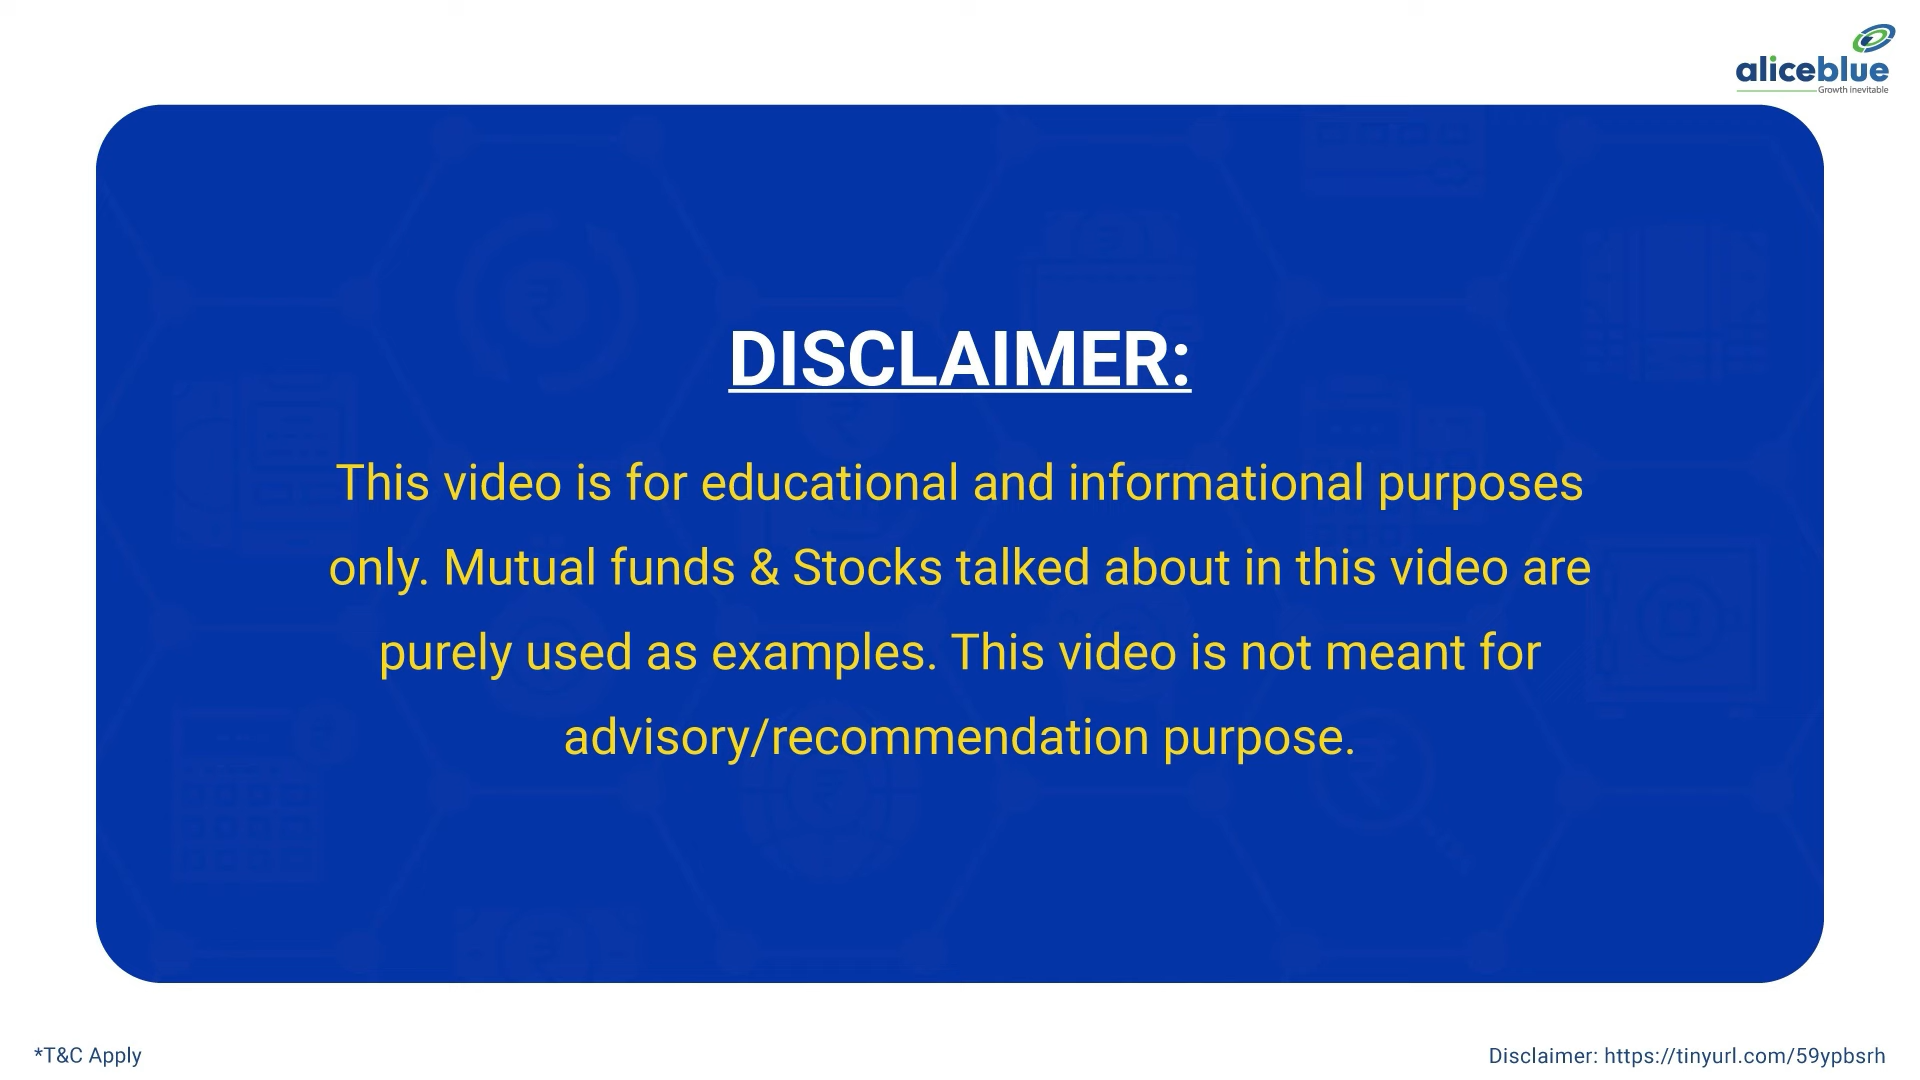 aliceblue
Growth inevitable
DISCLAIMER:
This video is for educational and informational purposes
only. Mutual funds & Stocks talked about in this video are
purely used as examples. This video is not meant for
advisory/recommendation purpose.
*T&C Apply
Disclaimer: https://tinyurl.com/59ypbsrh